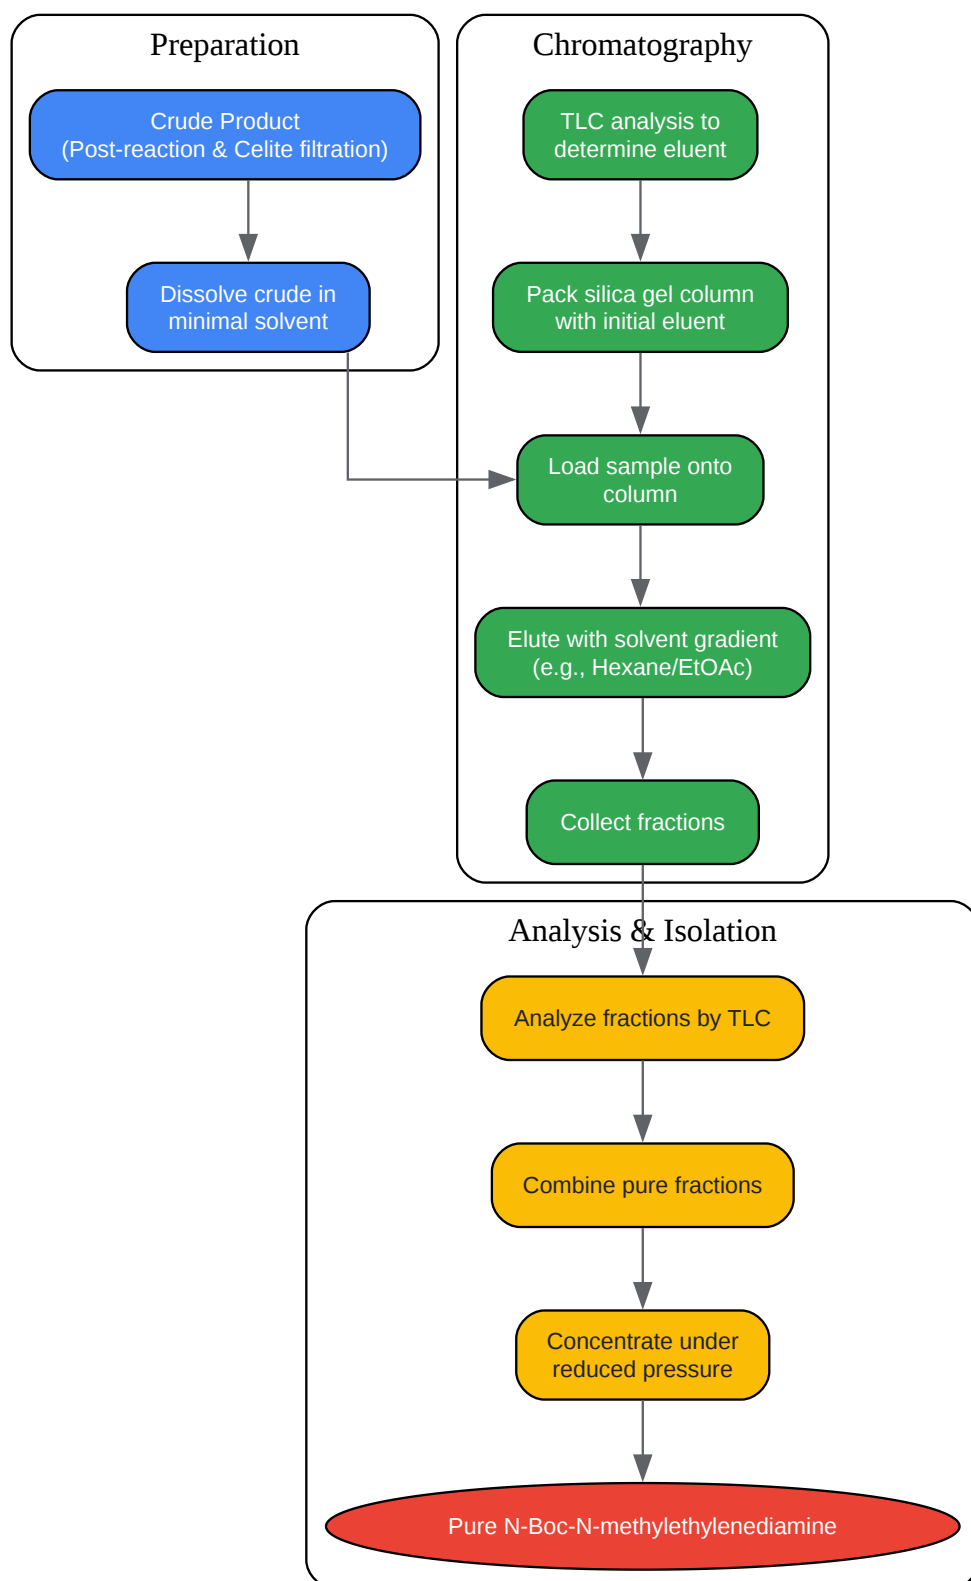 Preparation
Crude Product
(Post-reaction & Celite filtration)
Dissolve crude in
minimal solvent
Chromatography
TLC analysis to
determine eluent
Pack silica gel column
with initial eluent
Load sample onto
column
Elute with solvent gradient
(e.g., Hexane/EtOAc)
Collect fractions
Analysis & Isolation
Analyze fractions by TLC
Combine pure fractions
Concentrate under
reduced pressure
Pure N-Boc-N-methylethylenediamine